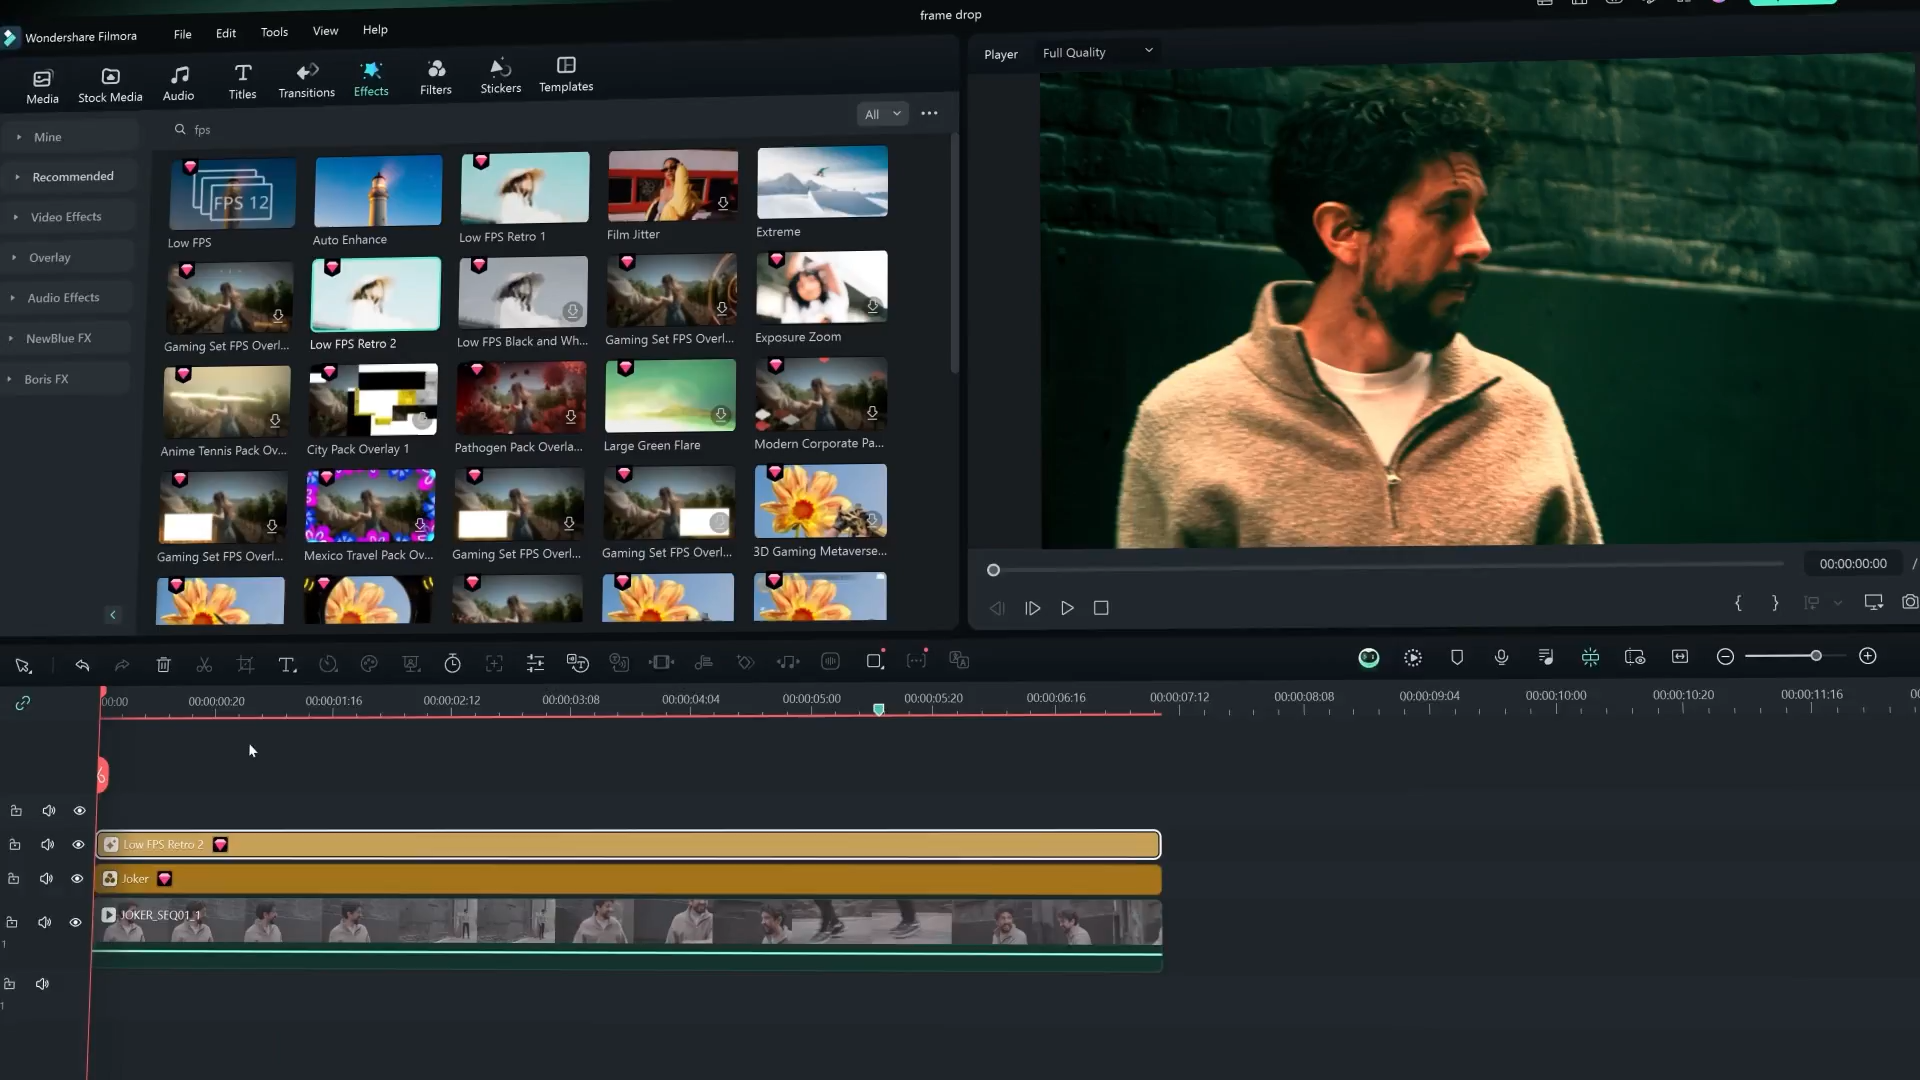 frame drop
Wondershare Filmora File Edit Tools View Help
Media Stock Media Audio Titles Transitions Effects Filters Stickers Templates
Player Full Quality
fps All
Mine
Recommended
Video Effects
Overlay
Audio Effects
NewBlue FX
Boris FX
FPS 12
Low FPS Auto Enhance Low FPS Retro 1 Film Jitter Extreme
Gaming Set FPS Overl... Low FPS Retro 2 Low FPS Black and Wh... Gaming Set FPS Overl... Exposure Zoom
Anime Tennis Pack Ov... City Pack Overlay 1 Pathogen Pack Overla... Large Green Flare Modern Corporate Pa...
Gaming Set FPS Overl... Mexico Travel Pack Ov... Gaming Set FPS Overl... Gaming Set FPS Overl... 3D Gaming Metaverse...
00:00:00:00 /
00:00 00:00:00:20 00:00:01:16 00:00:02:12 00:00:03:08 00:00:04:04 00:00:05:00 00:00:05:20 00:00:06:16 00:00:07:12 00:00:08:08 00:00:09:04 00:00:10:00 00:00:10:20 00:00:11:16
Low FPS Retro 2
Joker
JOKER_SEQ01_1
1
1